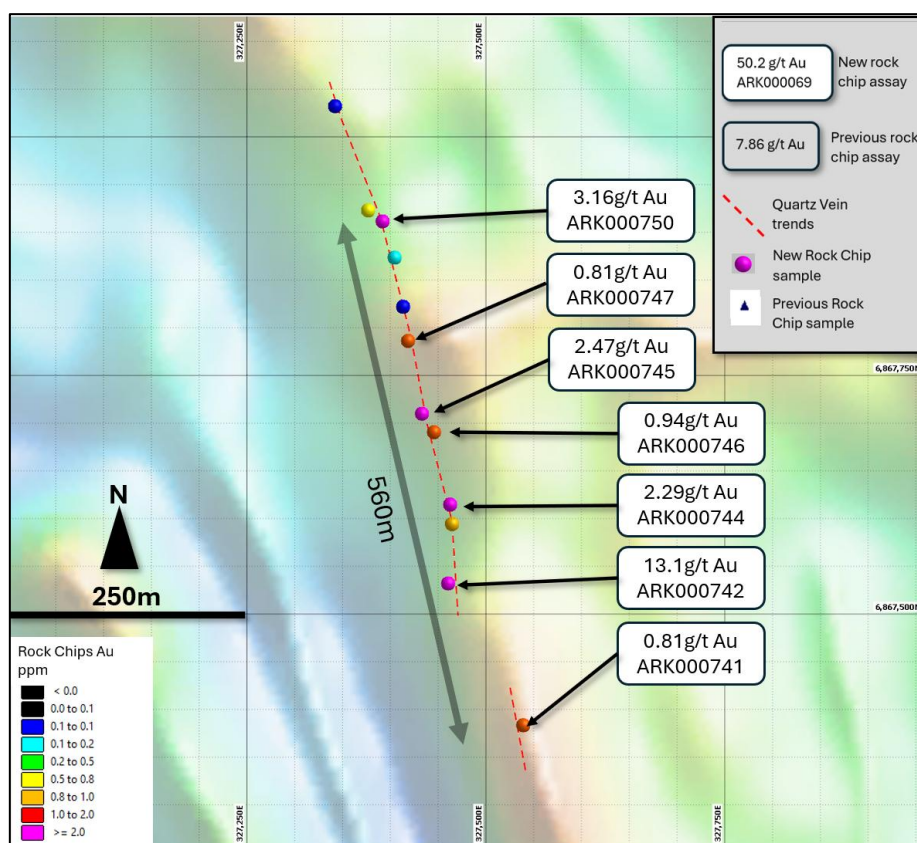 327,250E
327,500E
50.2 g/t Au
ARK000069
New rock
chip assay
7.86 g/t Au
Previous rock
chip assay
Quartz Vein
trends
New Rock Chip
sample
Previous Rock
Chip sample
3.16g/t Au
ARK000750
0.81g/t Au
ARK000747
2.47g/t Au
ARK000745
6,867,750N
0.94g/t Au
ARK000746
560m
2.29g/t Au
ARK000744
N
250m
13.1g/t Au
ARK000742
6,867,500N
0.81g/t Au
ARK000741
Rock Chips Au
ppm
< 0.0
0.0 to 0.1
0.1 to 0.1
0.1 to 0.2
0.2 to 0.5
0.5 to 0.8
0.8 to 1.0
1.0 to 2.0
>= 2.0
327,250E
327,500E
327,750E